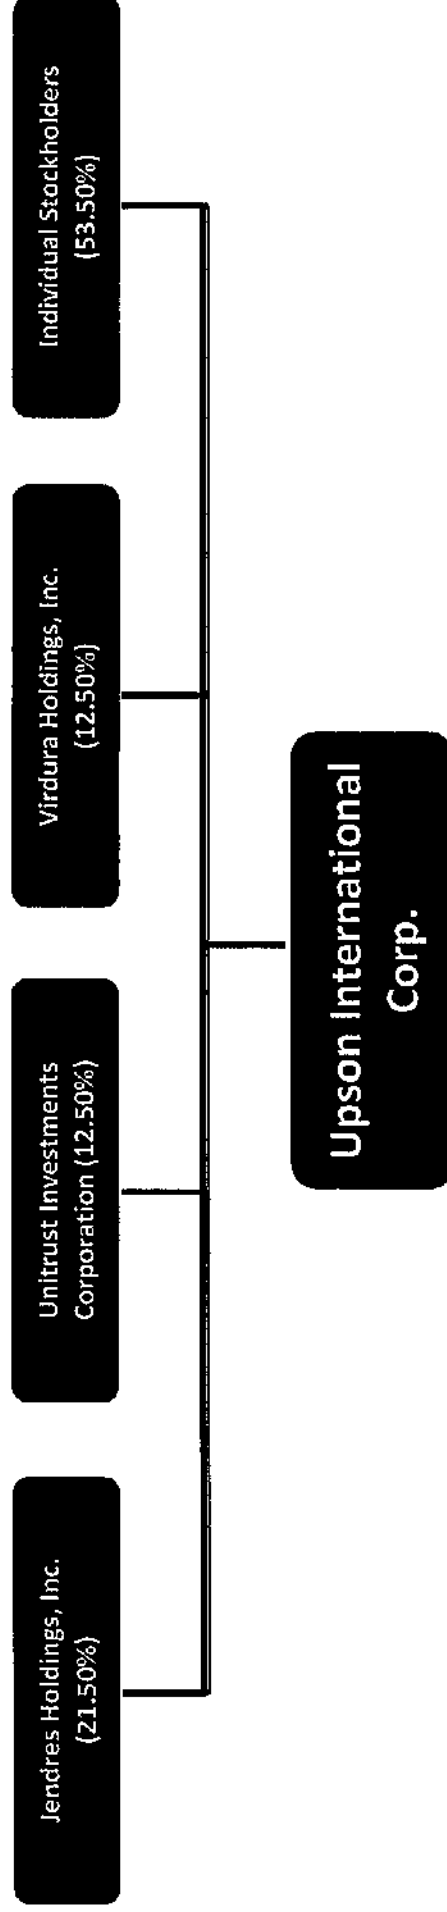 Jendres Holdings, Inc.
(21.50%)
Unitrust Investments
Corporation (12.50%)
Virdura Holdings, Inc.
(12.50%)
Individual Stockholders
(53.50%)
Upson International
Corp.